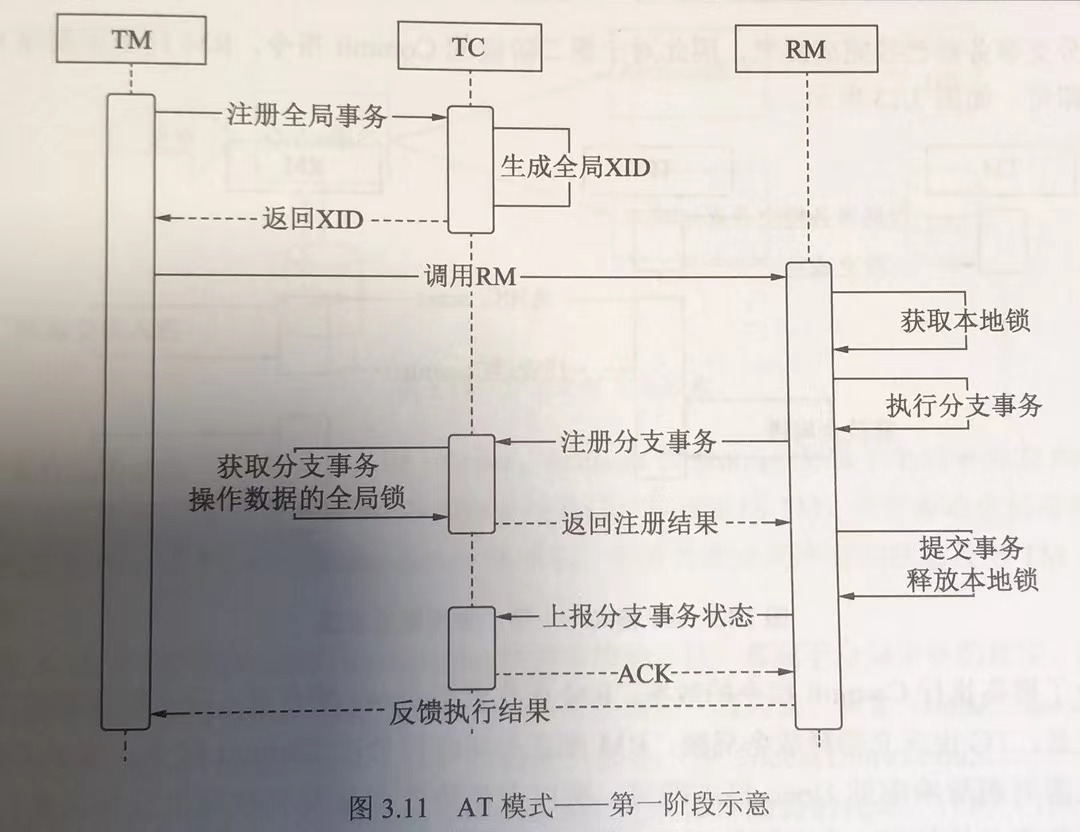 TM
TC
RM
注册全局事务
生成全局XID
返回XID
调用RM
获取本地锁
执行分支事务
注册分支事务
获取分支事务
操作数据的全局锁
返回注册结果
提交事务
释放本地锁
上报分支事务状态
ACK
反馈执行结果
图 3.11 AT 模式——第一阶段示意